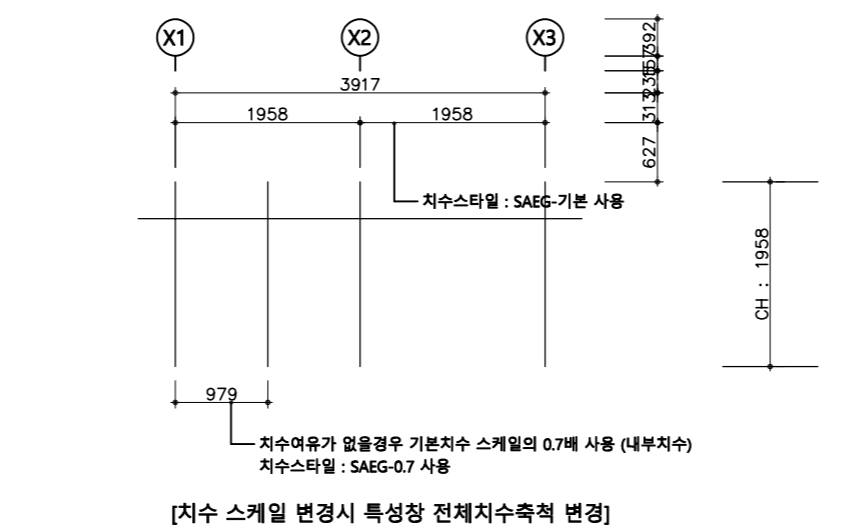 X1 X2 X3
3917
1958 1958
392
313
627
치수스타일 : SAEG-기본 사용
CH : 1958
979
치수여유가 없을경우 기본치수 스케일의 0.7배 사용 (내부치수)
치수스타일 : SAEG-0.7 사용
[치수 스케일 변경시 특성창 전체치수축척 변경]